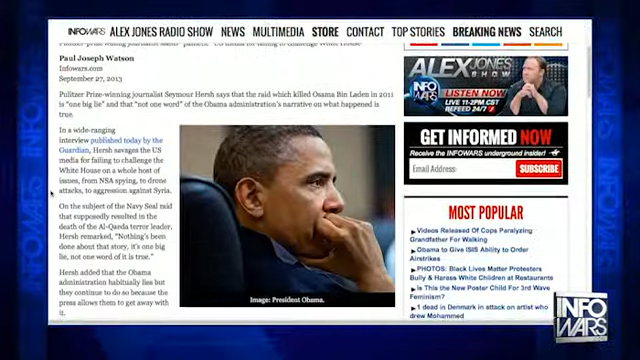 INFOWARS ALEX JONES RADIO SHOW NEWS MULTIMEDIA STORE CONTACT TOP STORIES BREAKING NEWS SEARCH
Paul Joseph Watson
Infowars.com
September 27, 2013
Pulitzer Prize-winning journalist Seymour Hersh says that the raid which killed Osama Bin Laden in 2011
is “one big lie” and that “not one word” of the Obama administration’s narrative on what happened is
true.
In a wide-ranging
interview published today by the
Guardian, Hersh savages the US
media for failing to challenge the
White House on a whole host of
issues, from NSA spying, to drone
attacks, to aggression against Syria.
On the subject of the Navy Seal raid
that supposedly resulted in the
death of the Al-Qaeda terror leader,
Hersh remarked, “Nothing’s been
done about that story, it’s one big
lie, not one word of it is true.”
Hersh added that the Obama
administration habitually lies but
they continue to do so because the
press allows them to get away with
it.
Image: President Obama.
ALEX JONES
SHOW
INFO
WARS
LISTEN NOW
LIVE 11-2PM CST
REFEED 24/7
GET INFORMED NOW
Receive the INFOWARS underground insider!
Email Address:
SUBSCRIBE
MOST POPULAR
Videos Released Of Cops Paralyzing
Grandfather For Walking
Obama to Give ISIS Ability to Order
Airstrikes
PHOTOS: Black Lives Matter Protesters
Bully & Harass White Children at Restaurants
Is This the New Poster Child For 3rd Wave
Feminism?
1 dead in Denmark in attack on artist who
drew Mohammed
INFO
WARS